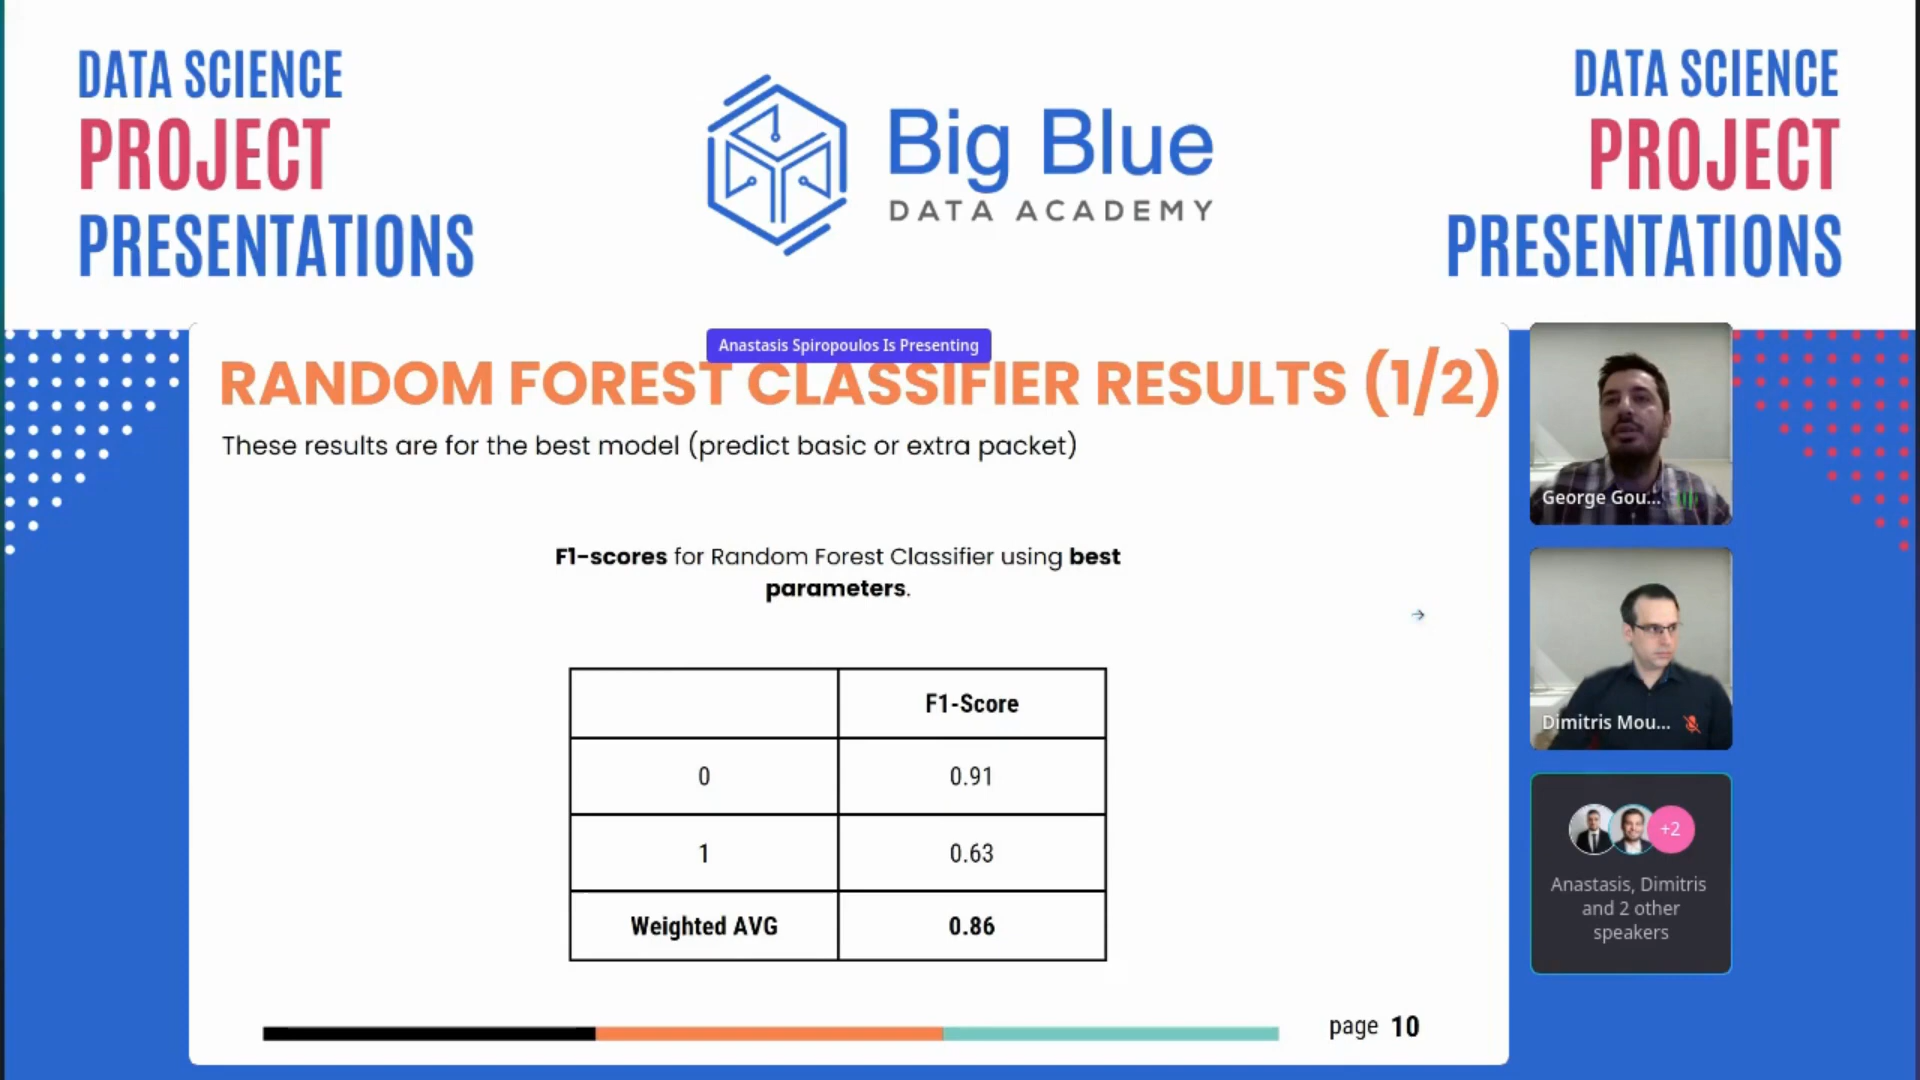 DATA SCIENCE
PROJECT
PRESENTATIONS
Big Blue
DATA ACADEMY
DATA SCIENCE
PROJECT
PRESENTATIONS
Anastasis Spiropoulos Is Presenting
RANDOM FOREST CLASSIFIER RESULTS (1/2)
These results are for the best model (predict basic or extra packet)
F1-scores for Random Forest Classifier using best
parameters.
F1-Score
0 0.91
1 0.63
Weighted AVG 0.86
page 10
George Gou...
Dimitris Mou...
+2
Anastasis, Dimitris
and 2 other
speakers